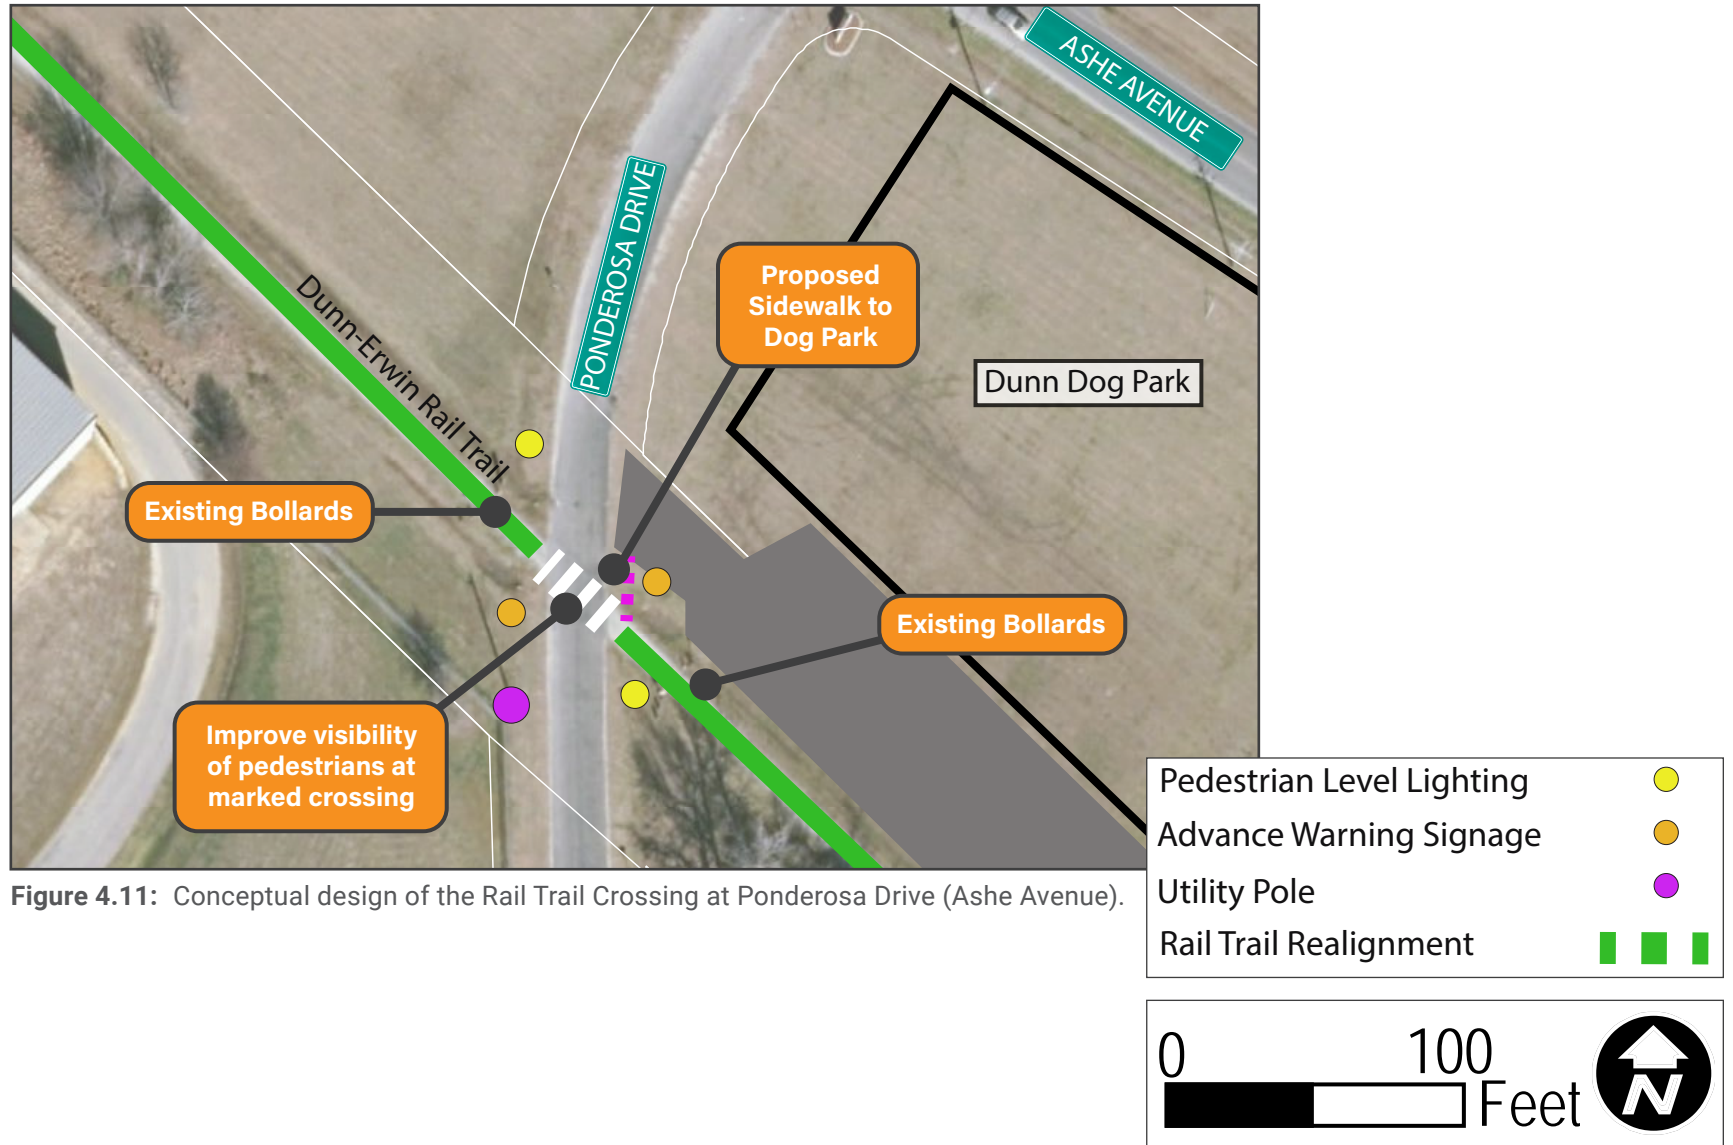 ASHE AVENUE
PONDEROSA DRIVE
Proposed
Sidewalk to
Dog Park
Dunn Dog Park
Dunn-Erwin Rail Trail
Existing Bollards
Existing Bollards
Improve visibility
of pedestrians at
marked crossing
Pedestrian Level Lighting
Advance Warning Signage
Utility Pole
Rail Trail Realignment
Figure 4.11: Conceptual design of the Rail Trail Crossing at Ponderosa Drive (Ashe Avenue).
0 100
Feet
N